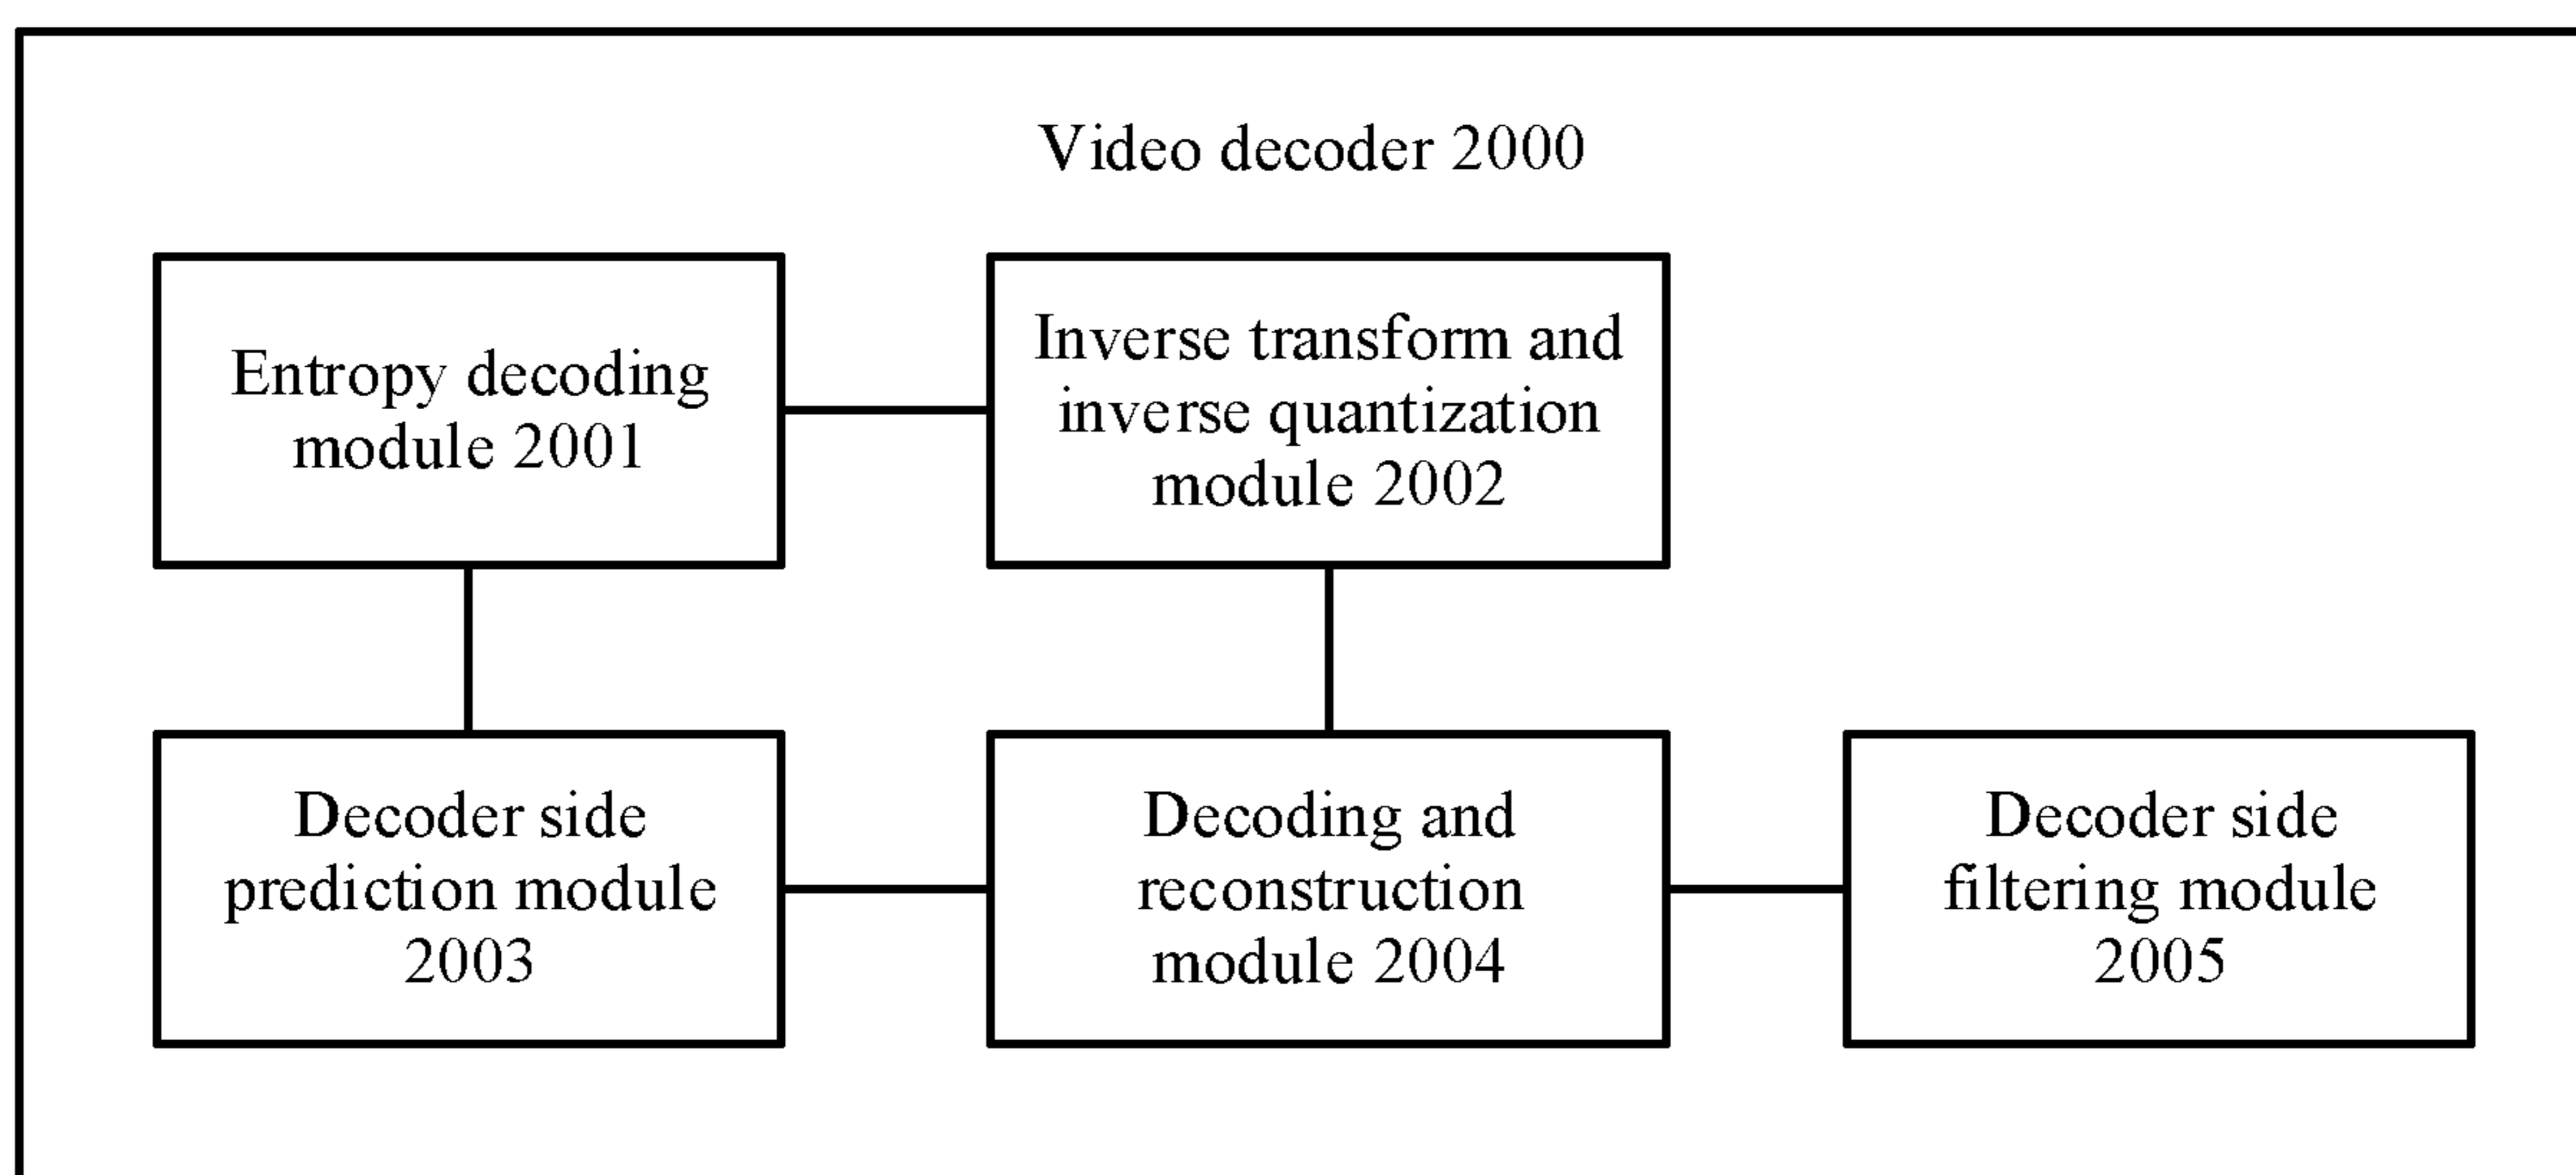 Video decoder 2000
Entropy decoding
module 2001
Inverse transform and
inverse quantization
module 2002
Decoder side
prediction module
2003
Decoding and
reconstruction
module 2004
Decoder side
filtering module
2005